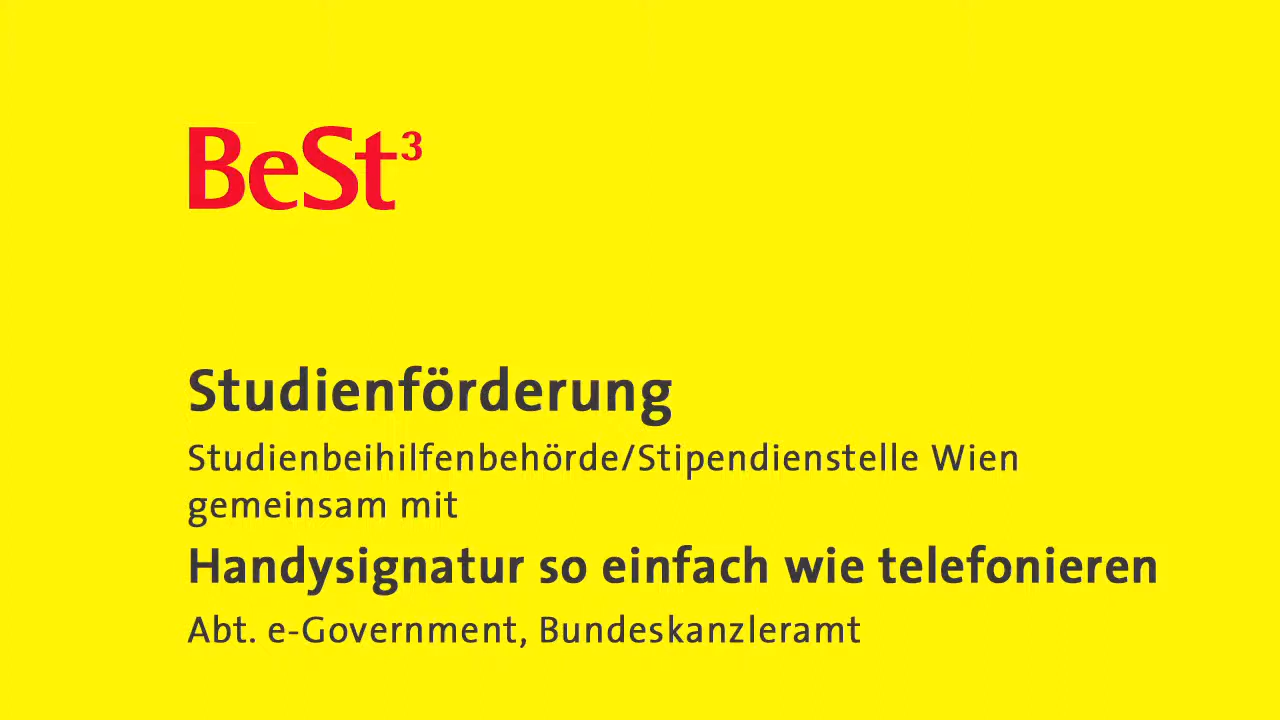 BeSt³
Studienförderung
Studienbeihilfenbehörde/Stipendienstelle Wien
gemeinsam mit
Handysignatur so einfach wie telefonieren
Abt. e-Government, Bundeskanzleramt